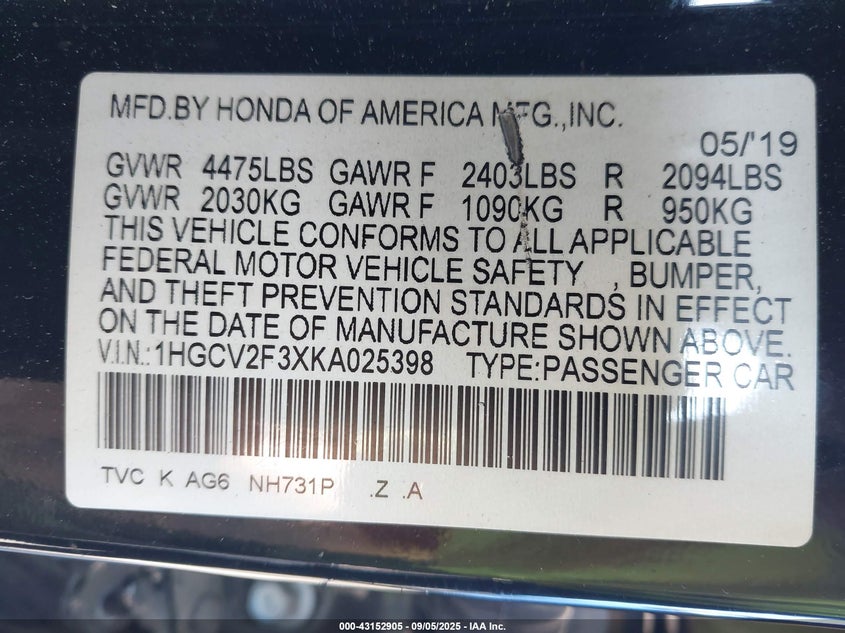 MFD.BY HONDA OF AMERICA MFG.,INC.
05/'19
GVWR 4475LBS GAWR F 2403LBS R 2094LBS
GVWR 2030KG GAWR F 1090KG R 950KG
THIS VEHICLE CONFORMS TO ALL APPLICABLE
FEDERAL MOTOR VEHICLE SAFETY , BUMPER,
AND THEFT PREVENTION STANDARDS IN EFFECT
ON THE DATE OF MANUFACTURE SHOWN ABOVE.
V.I.N.:1HGCV2F3XKA025398 TYPE:PASSENGER CAR
TVC K AG6 NH731P .Z .A
000-43152905 - 09/05/2025 - IAA Inc.